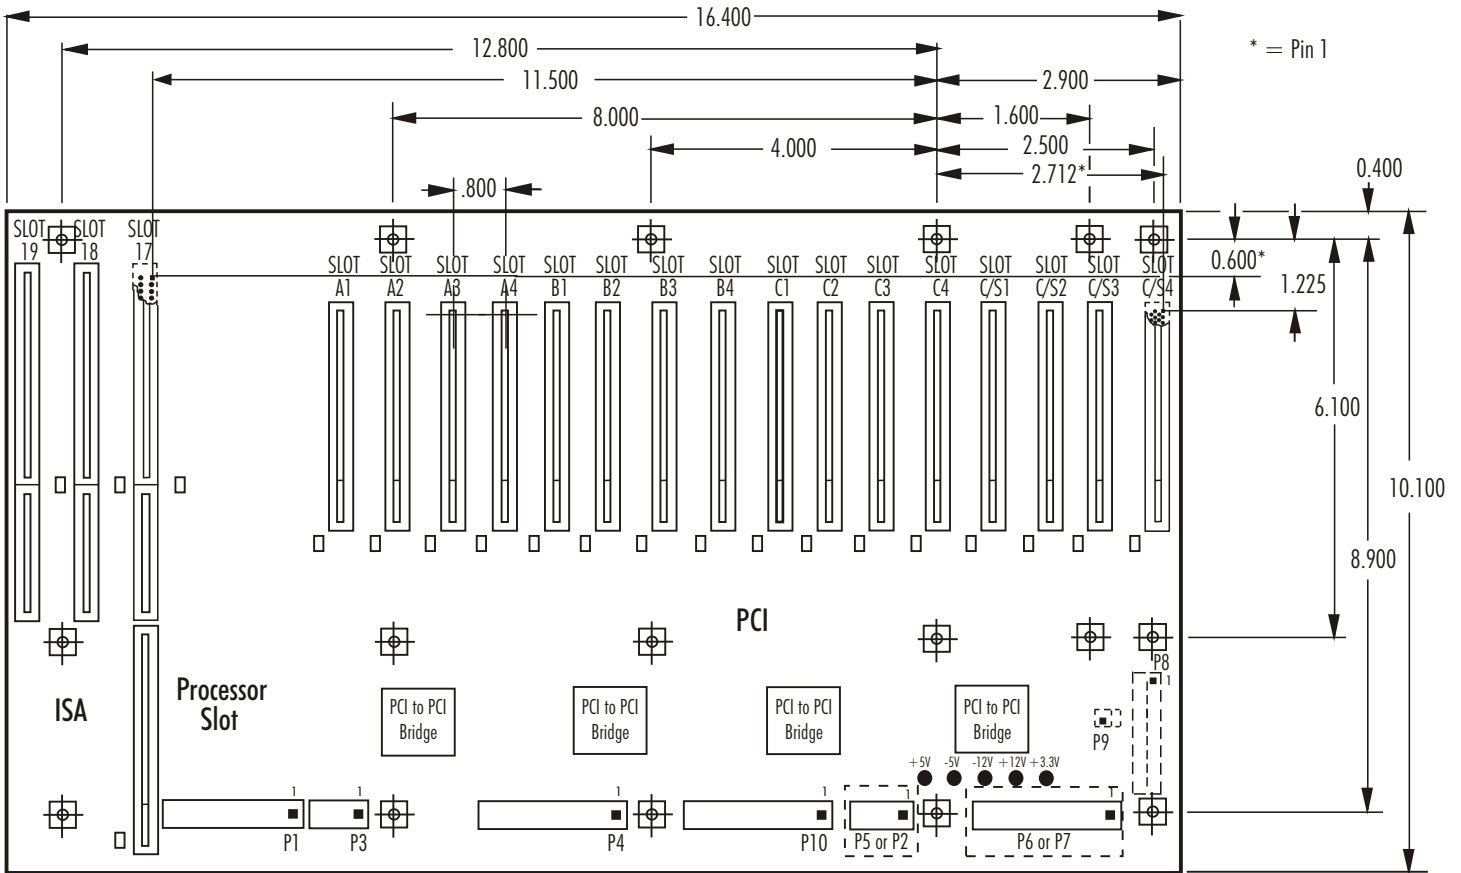 16.400
12.800
* = Pin 1
11.500
2.900
8.000
1.600
4.000
2.500
2.712*
0.400
.800
SLOT 19
SLOT 18
SLOT 17
0.600*
1.225
SLOT A1
SLOT A2
SLOT A3
SLOT A4
SLOT B1
SLOT B2
SLOT B3
SLOT B4
SLOT C1
SLOT C2
SLOT C3
SLOT C4
SLOT C/S1
SLOT C/S2
SLOT C/S3
SLOT C/S4
6.100
10.100
8.900
PCI
P8
1
ISA
Processor
Slot
PCI to PCI
Bridge
PCI to PCI
Bridge
PCI to PCI
Bridge
PCI to PCI
Bridge
P9
+5V -5V -12V +12V +3.3V
1
1
1
1
1
1
P1
P3
P4
P10
P5 or P2
P6 or P7